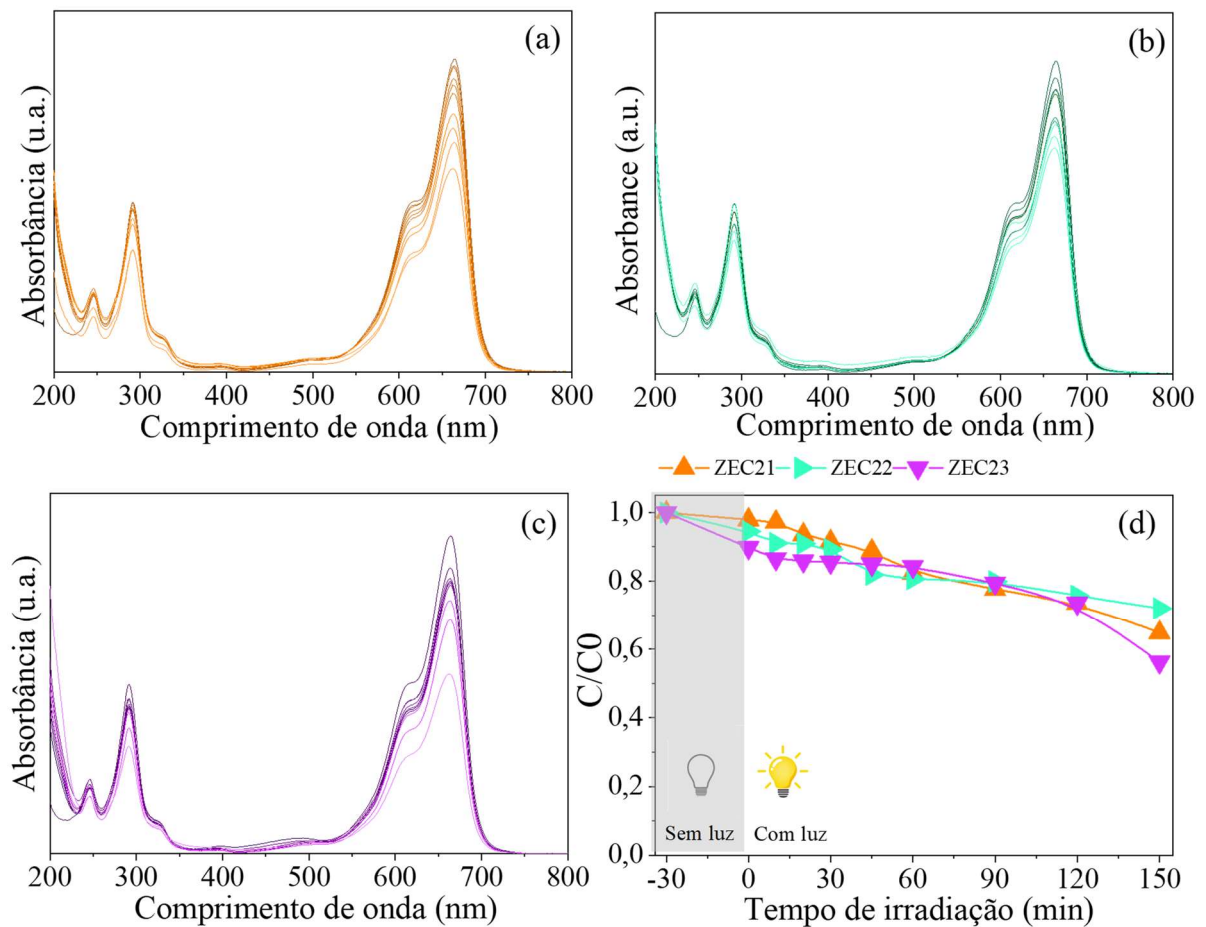 (a)
Absorbância (u.a.)
200 300 400 500 600 700 800
Comprimento de onda (nm)
(b)
Absorbance (a.u.)
200 300 400 500 600 700 800
Comprimento de onda (nm)
(c)
Absorbância (u.a.)
200 300 400 500 600 700 800
Comprimento de onda (nm)
ZEC21 ZEC22 ZEC23
(d)
C/C0
1,0
0,8
0,6
0,4
0,2
0,0
Sem luz Com luz
-30 0 30 60 90 120 150
Tempo de irradiação (min)